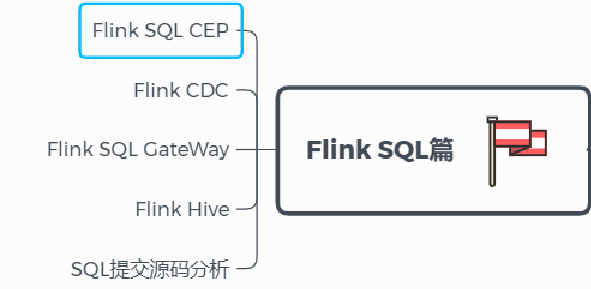 Flink SQL CEP
Flink CDC
Flink SQL GateWay
Flink SQL篇
Flink Hive
SQL提交源码分析